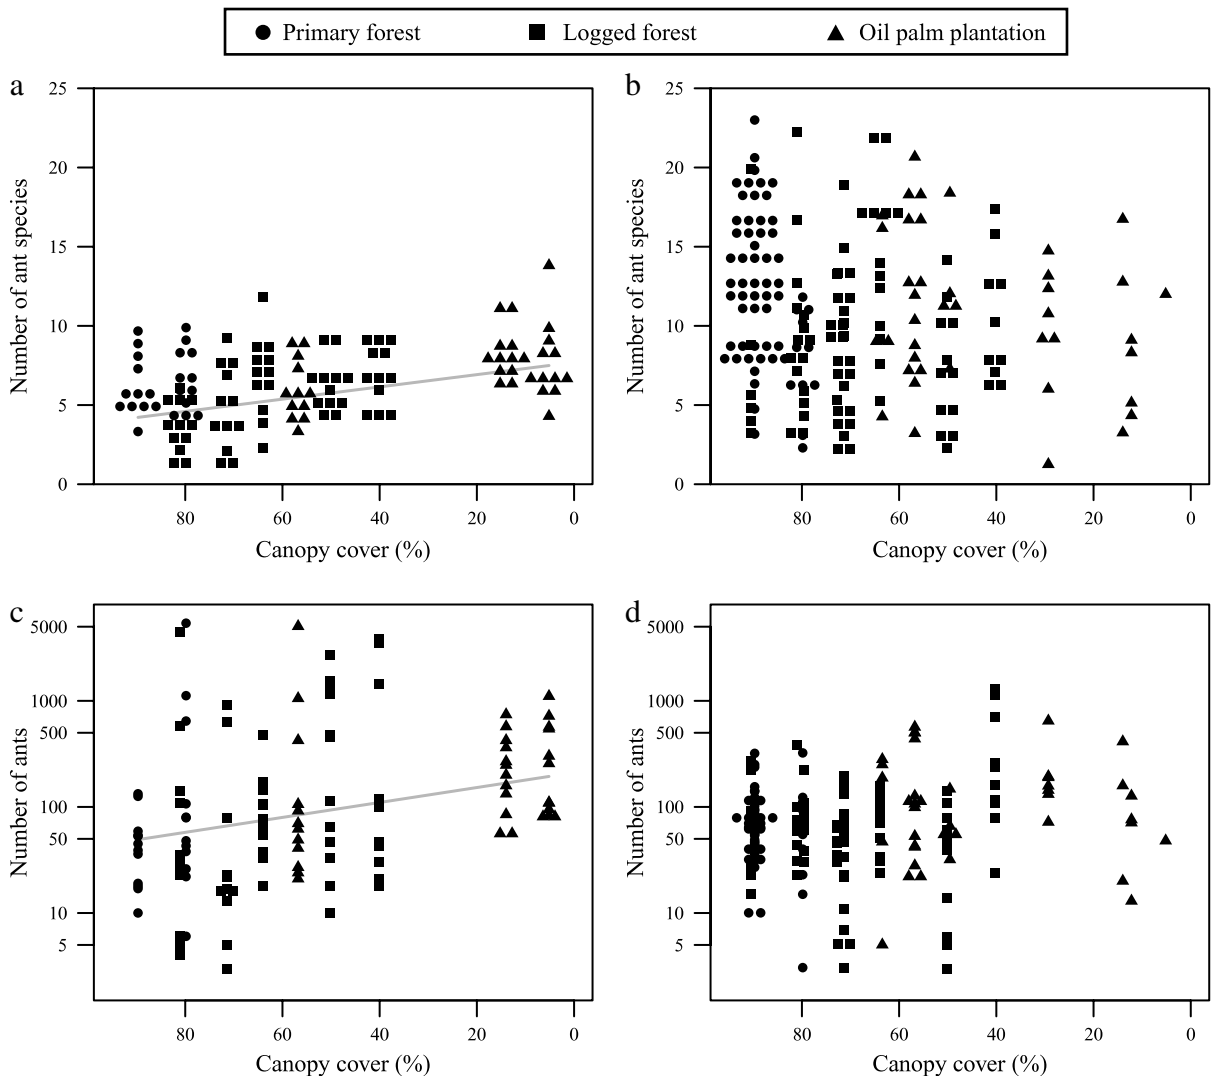 Primary forest Logged forest Oil palm plantation
a
25
20
15
10
5
0
Number of ant species
80 60 40 20 0
Canopy cover (%)
b
25
20
15
10
5
0
Number of ant species
80 60 40 20 0
Canopy cover (%)
c
5000
1000
500
100
50
10
5
Number of ants
80 60 40 20 0
Canopy cover (%)
d
5000
1000
500
100
50
10
5
Number of ants
80 60 40 20 0
Canopy cover (%)